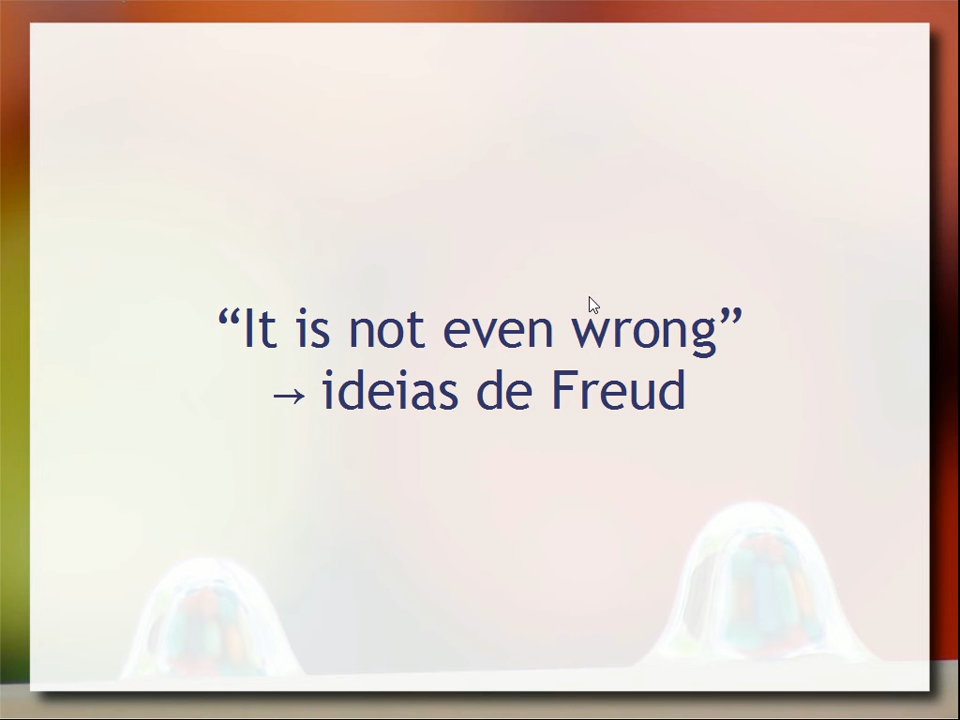 “It is not even wrong”
→ ideias de Freud